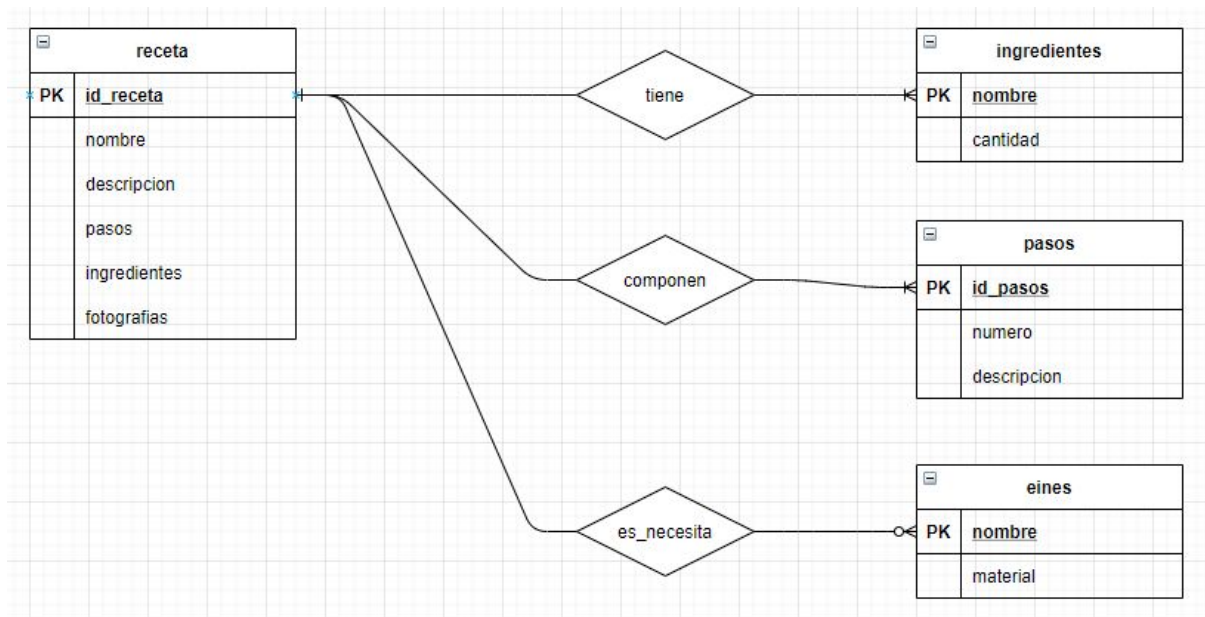 receta
PK id_receta
nombre
descripcion
pasos
ingredientes
fotografias
tiene
componen
es_necesita
ingredientes
PK nombre
cantidad
pasos
PK id_pasos
numero
descripcion
eines
PK nombre
material